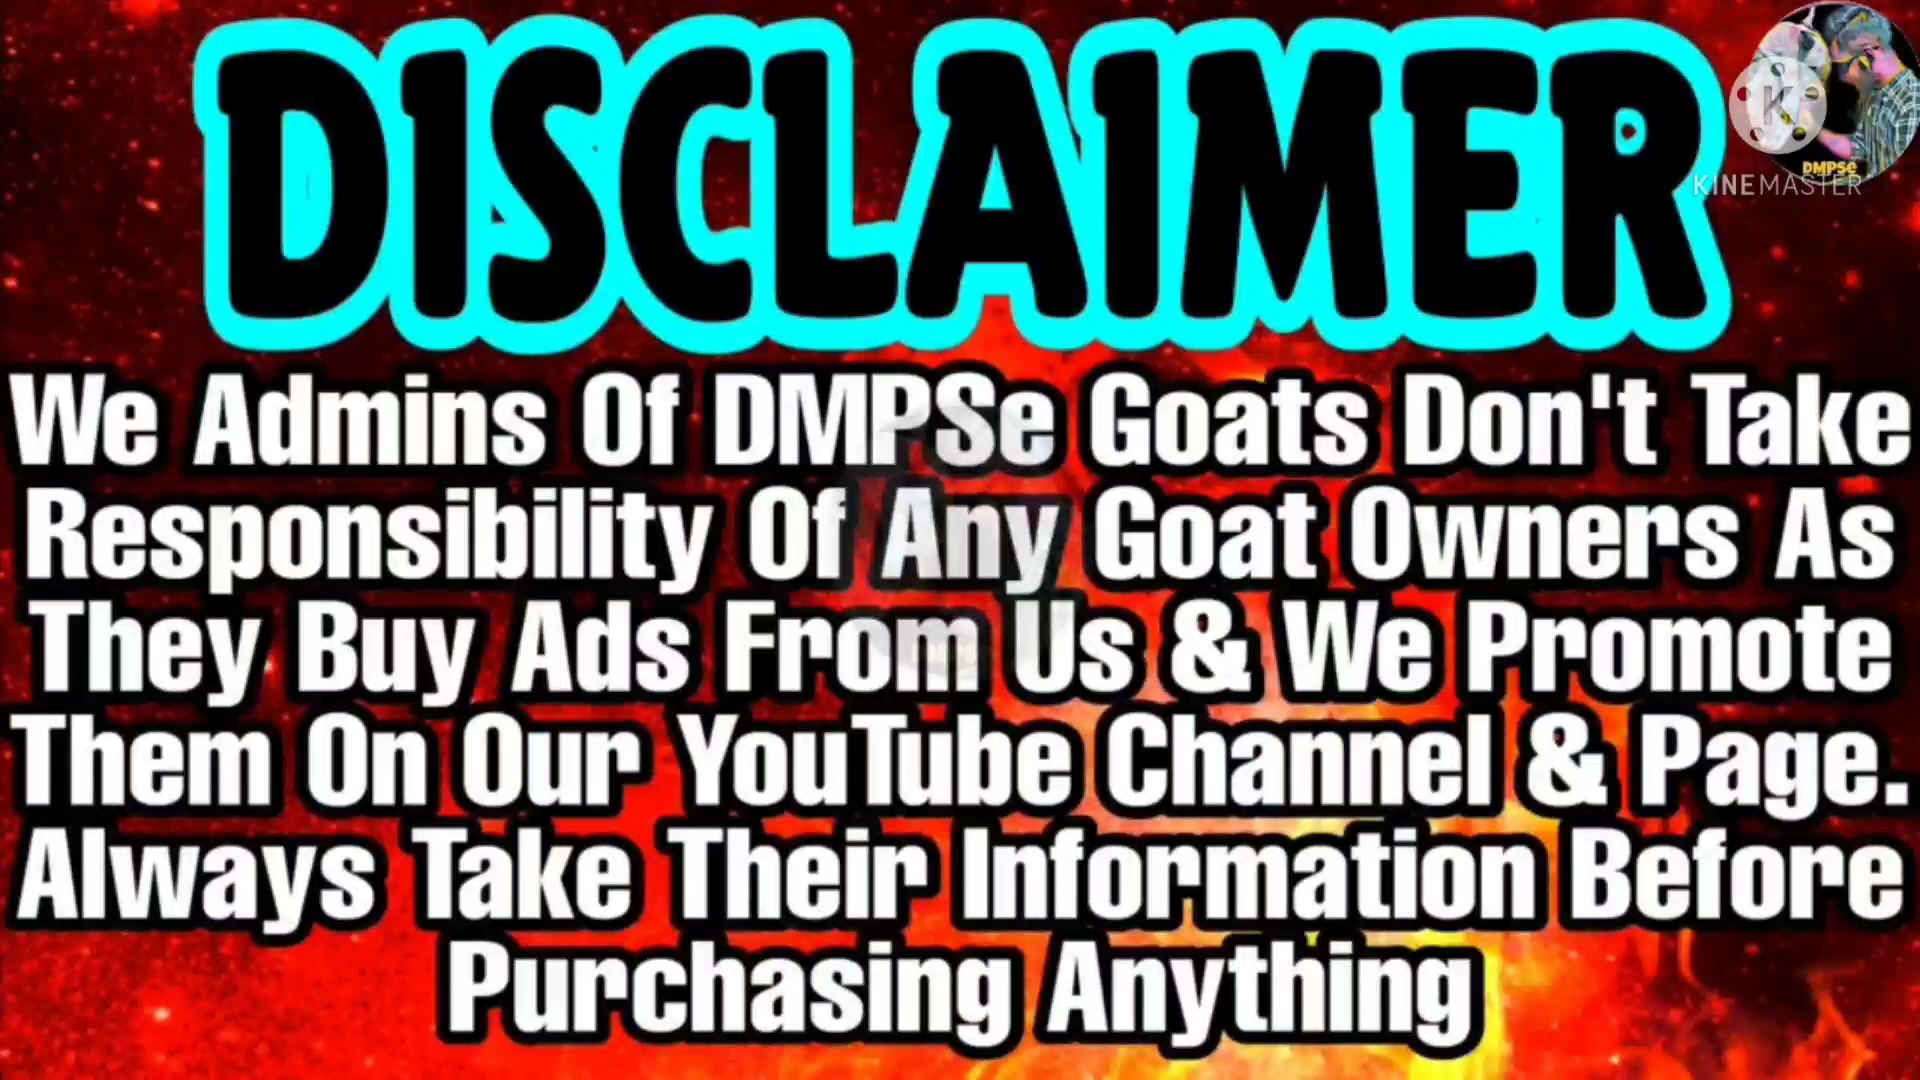 DISCLAIMER
DMPSe
KINEMASTER
We Admins Of DMPSe Goats Don't Take
Responsibility Of Any Goat Owners As
They Buy Ads From Us & We Promote
Them On Our YouTube Channel & Page.
Always Take Their Information Before
Purchasing Anything